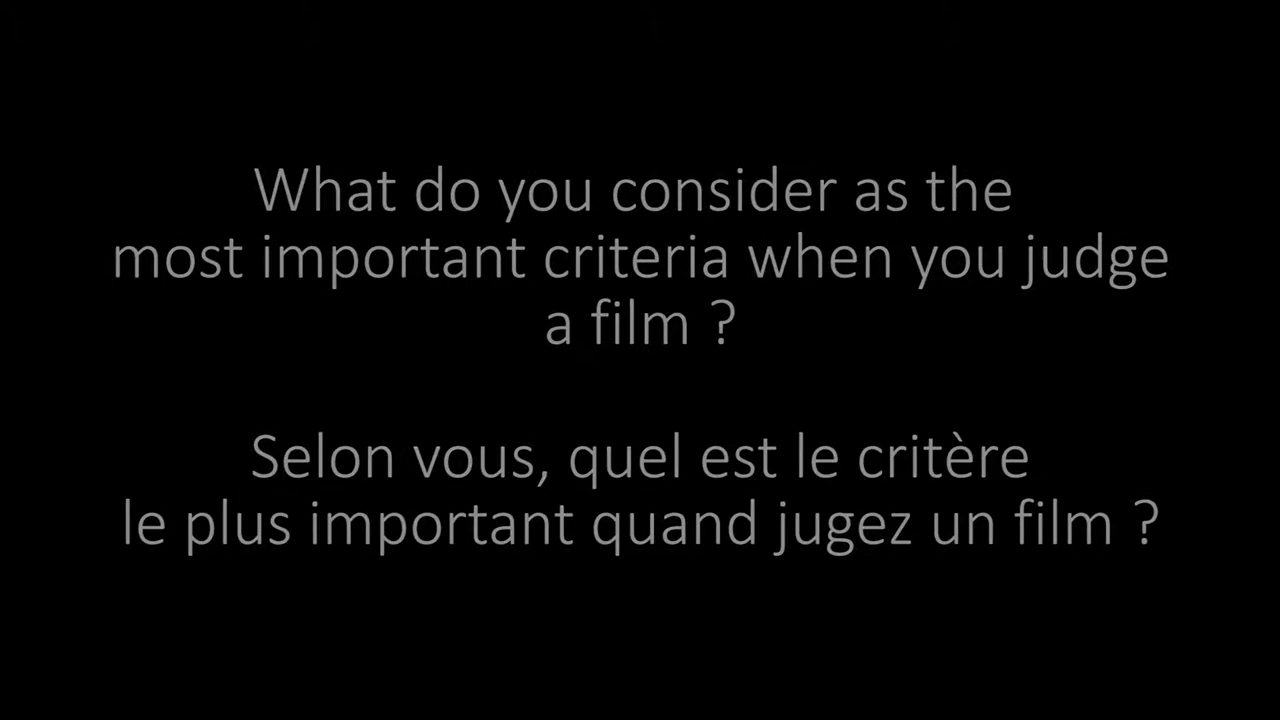 What do you consider as the
most important criteria when you judge
a film ?
Selon vous, quel est le critère
le plus important quand jugez un film ?